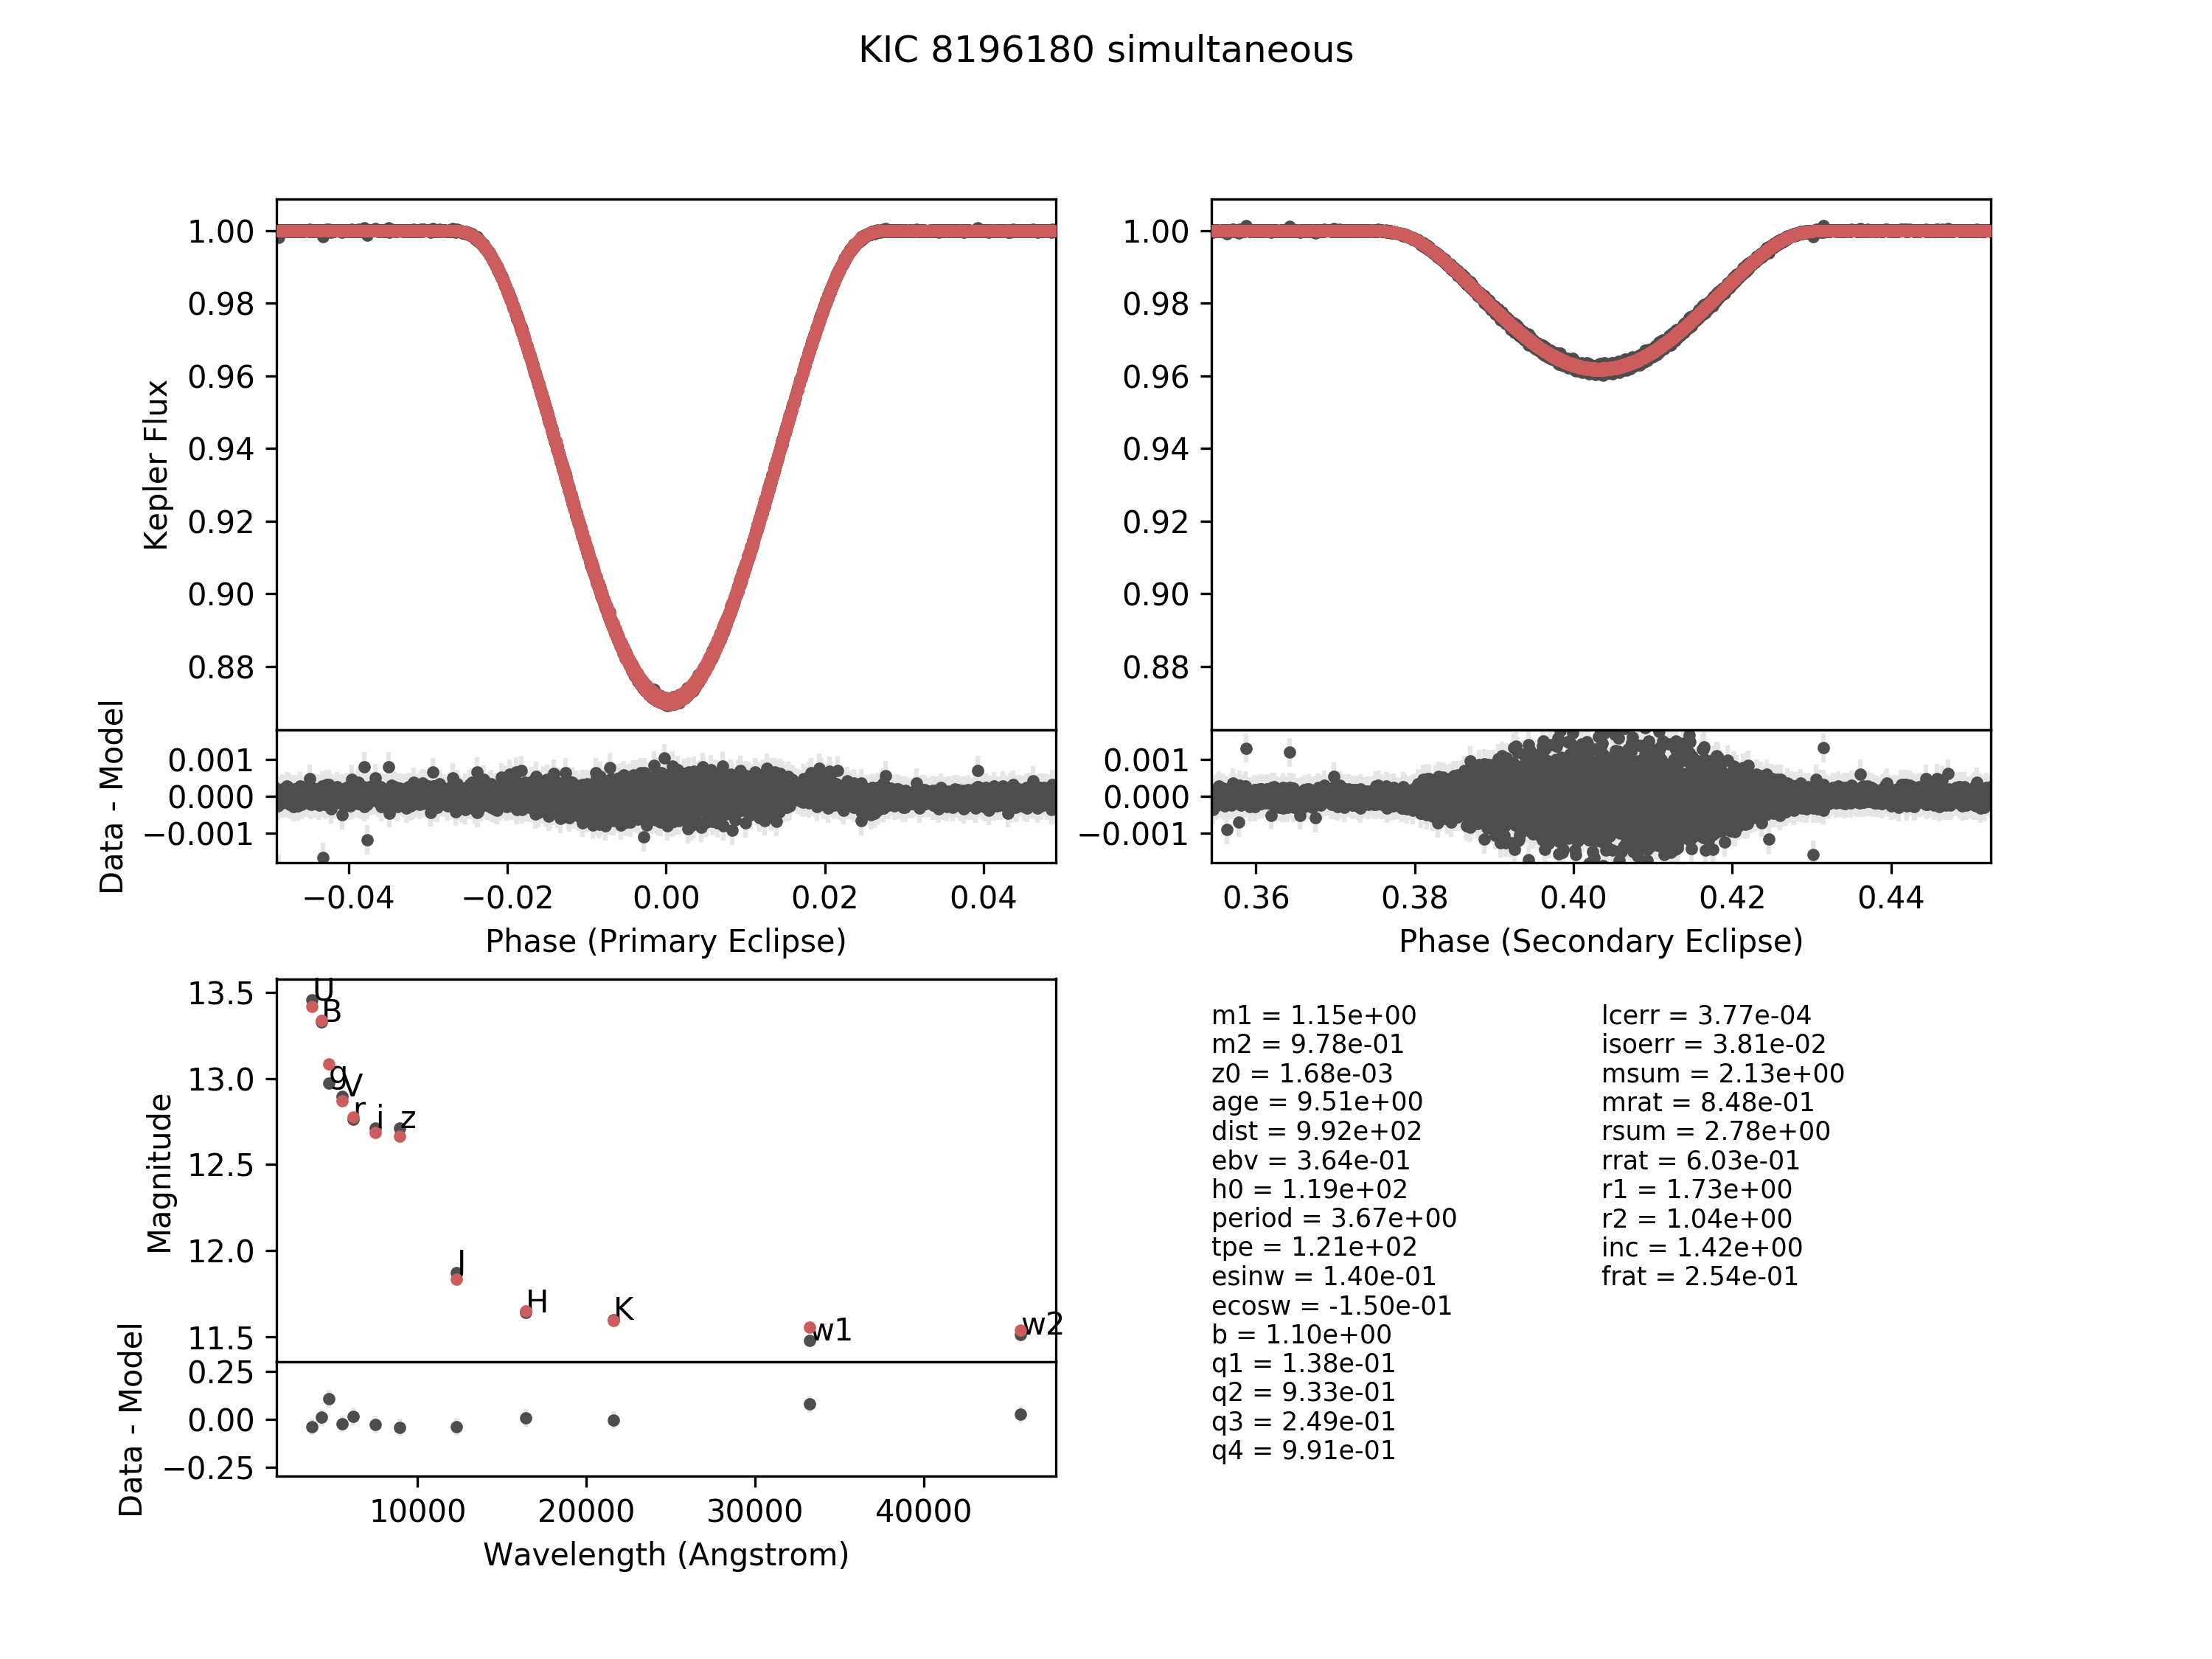 KIC 8196180 simultaneous
Kepler Flux
1.00
0.98
0.96
0.94
0.92
0.90
0.88
1.00
0.98
0.96
0.94
0.92
0.90
0.88
Data - Model
0.001
0.000
−0.001
0.001
0.000
−0.001
−0.04 −0.02 0.00 0.02 0.04
Phase (Primary Eclipse)
0.36 0.38 0.40 0.42 0.44
Phase (Secondary Eclipse)
Magnitude
13.5
13.0
12.5
12.0
11.5
U
B
g
V
r
i
z
J
H
K
w1
w2
Data - Model
0.25
0.00
−0.25
10000 20000 30000 40000
Wavelength (Angstrom)
m1 = 1.15e+00
m2 = 9.78e-01
z0 = 1.68e-03
age = 9.51e+00
dist = 9.92e+02
ebv = 3.64e-01
h0 = 1.19e+02
period = 3.67e+00
tpe = 1.21e+02
esinw = 1.40e-01
ecosw = -1.50e-01
b = 1.10e+00
q1 = 1.38e-01
q2 = 9.33e-01
q3 = 2.49e-01
q4 = 9.91e-01
lcerr = 3.77e-04
isoerr = 3.81e-02
msum = 2.13e+00
mrat = 8.48e-01
rsum = 2.78e+00
rrat = 6.03e-01
r1 = 1.73e+00
r2 = 1.04e+00
inc = 1.42e+00
frat = 2.54e-01